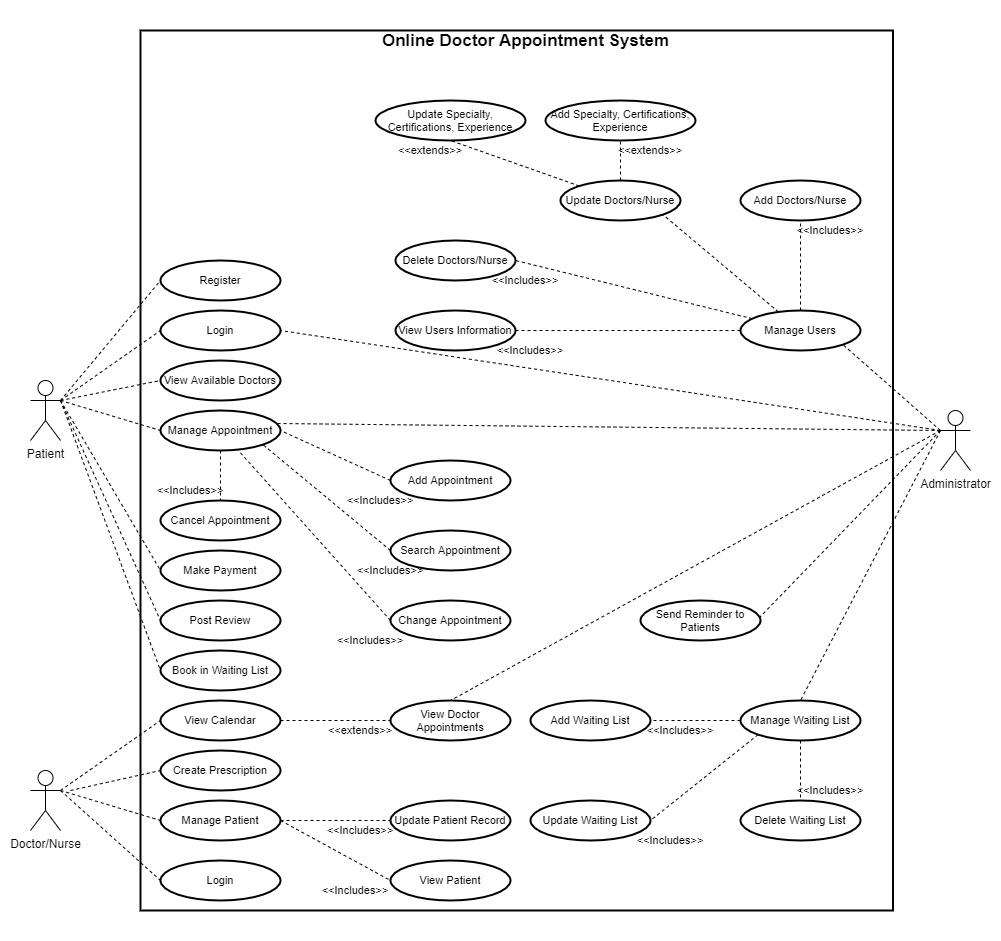 Online Doctor Appointment System
Update Specialty,
Certifications, Experience
Add Specialty, Certifications,
Experience
<<extends>>
<<extends>>
Update Doctors/Nurse
Add Doctors/Nurse
<<Includes>>
Delete Doctors/Nurse
<<Includes>>
Register
View Users Information
<<Includes>>
Manage Users
Login
View Available Doctors
Patient
Manage Appointment
Administrator
Add Appointment
<<Includes>>
<<Includes>>
Cancel Appointment
Search Appointment
<<Includes>>
Make Payment
Post Review
Change Appointment
<<Includes>>
Send Reminder to
Patients
Book in Waiting List
View Calendar
<<extends>>
View Doctor
Appointments
Add Waiting List
<<Includes>>
Manage Waiting List
Create Prescription
<<Includes>>
Doctor/Nurse
Manage Patient
<<Includes>>
Update Patient Record
Update Waiting List
<<Includes>>
Delete Waiting List
Login
<<Includes>>
View Patient